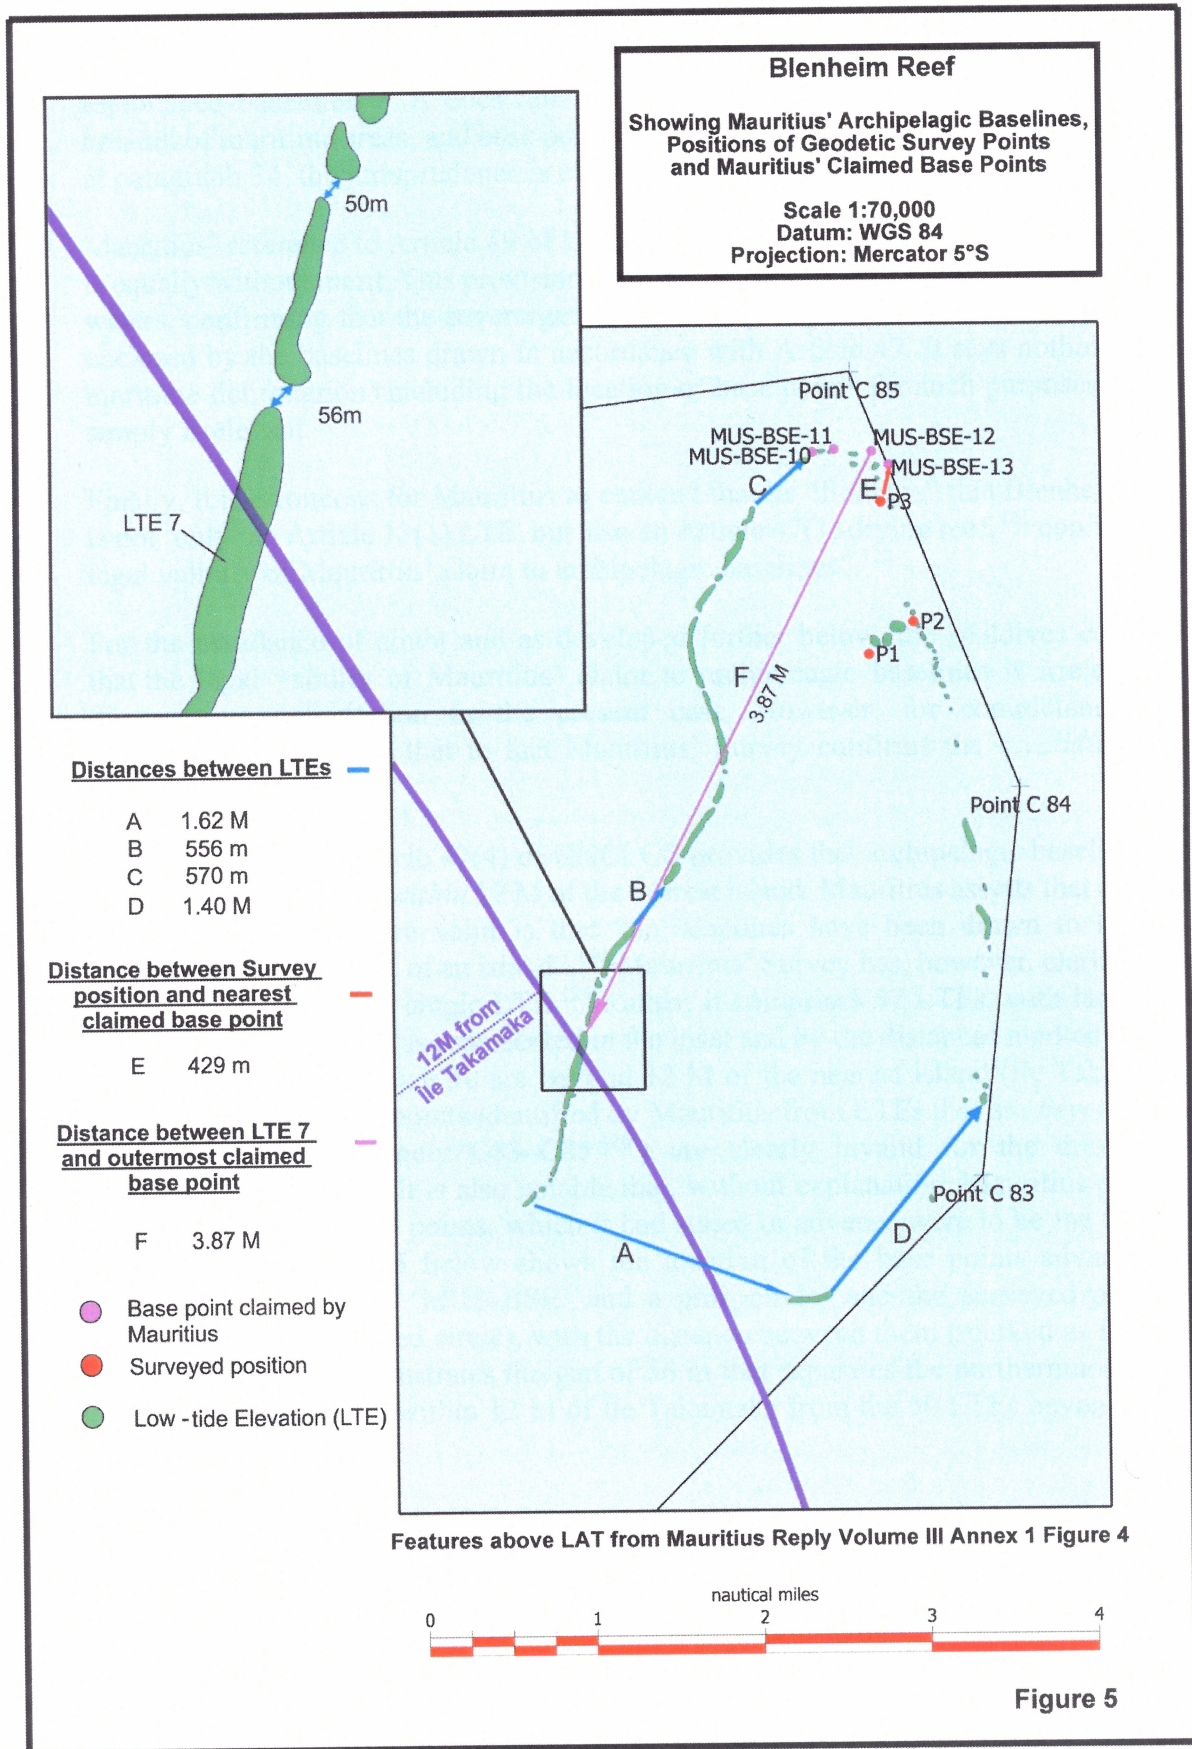 Blenheim Reef
Showing Mauritius' Archipelagic Baselines,
Positions of Geodetic Survey Points
and Mauritius' Claimed Base Points
Scale 1:70,000
Datum: WGS 84
Projection: Mercator 5°S
50m
56m
LTE 7
Point C 85
MUS-BSE-11
MUS-BSE-12
MUS-BSE-10
MUS-BSE-13
C
E
P3
P2
P1
F
3.87 M
Point C 84
B
12M from
Île Takamaka
Point C 83
D
A
Distances between LTEs
A 1.62 M
B 556 m
C 570 m
D 1.40 M
Distance between Survey
position and nearest
claimed base point
E 429 m
Distance between LTE 7
and outermost claimed
base point
F 3.87 M
Base point claimed by
Mauritius
Surveyed position
Low -tide Elevation (LTE)
Features above LAT from Mauritius Reply Volume III Annex 1 Figure 4
nautical miles
0 1 2 3 4
Figure 5